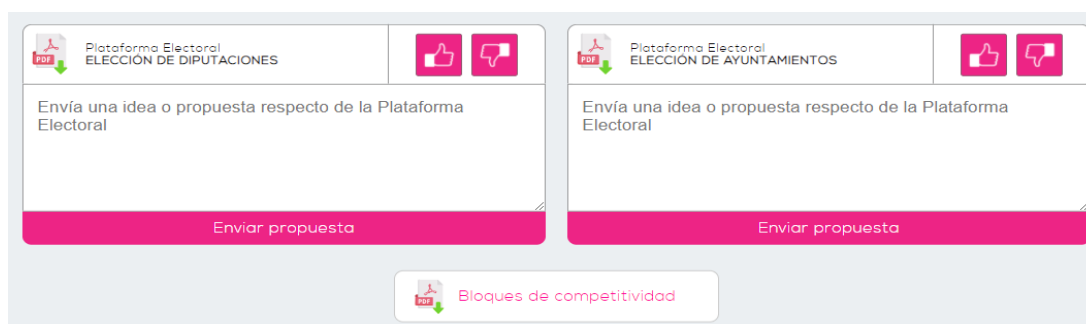 PDF
Plataforma Electoral
ELECCIÓN DE DIPUTACIONES
Envía una idea o propuesta respecto de la Plataforma
Electoral
Enviar propuesta
PDF
Plataforma Electoral
ELECCIÓN DE AYUNTAMIENTOS
Envía una idea o propuesta respecto de la Plataforma
Electoral
Enviar propuesta
PDF
Bloques de competitividad